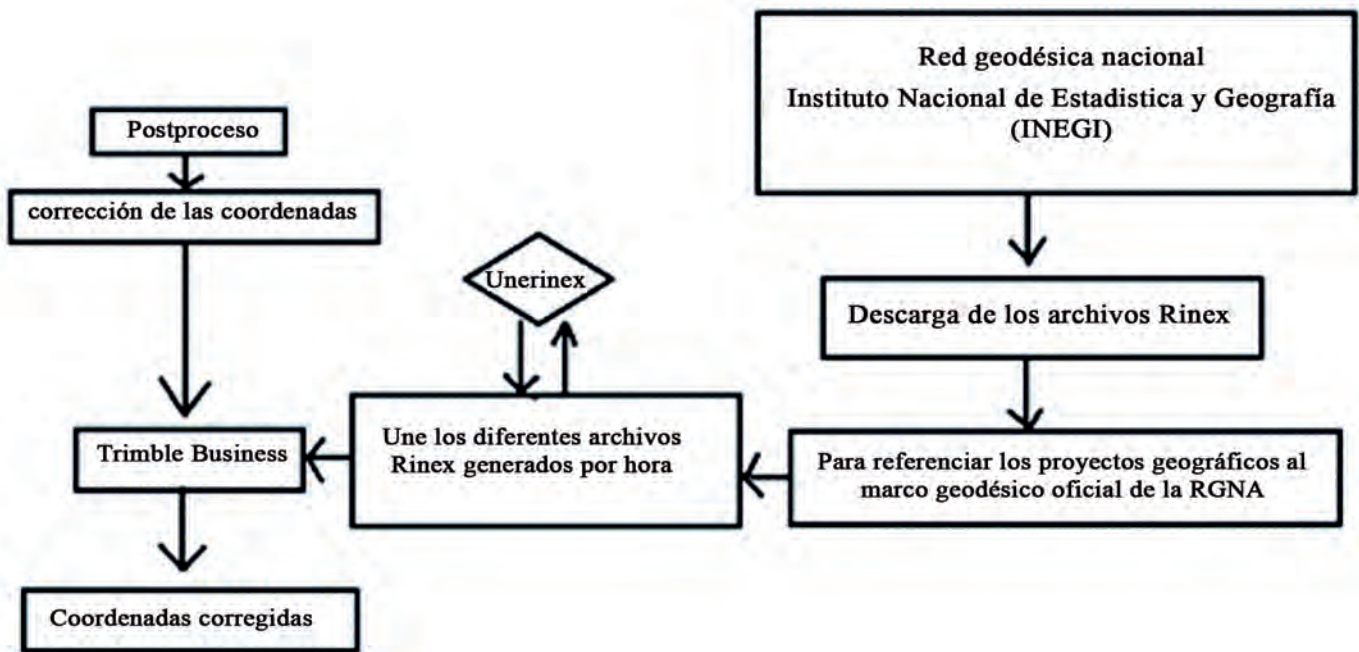 Red geodésica nacional
Instituto Nacional de Estadistica y Geografía
(INEGI)
Postproceso
corrección de las coordenadas
Unerinex
Descarga de los archivos Rinex
Une los diferentes archivos
Rinex generados por hora
Trimble Business
Para referenciar los proyectos geográficos al
marco geodésico oficial de la RGNA
Coordenadas corregidas